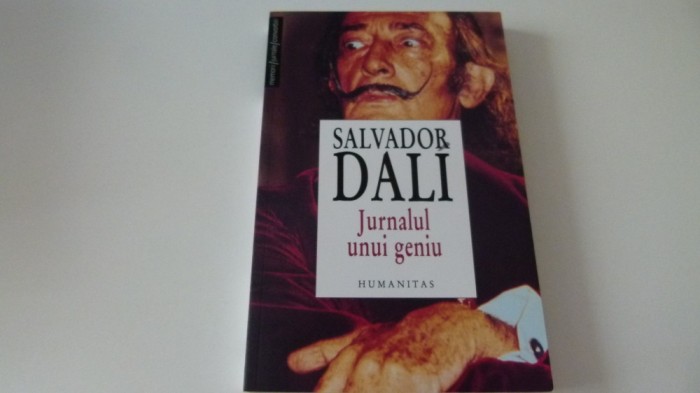 SALVADOR
DALÍ
Jurnalul
unui geniu
HUMANITAS